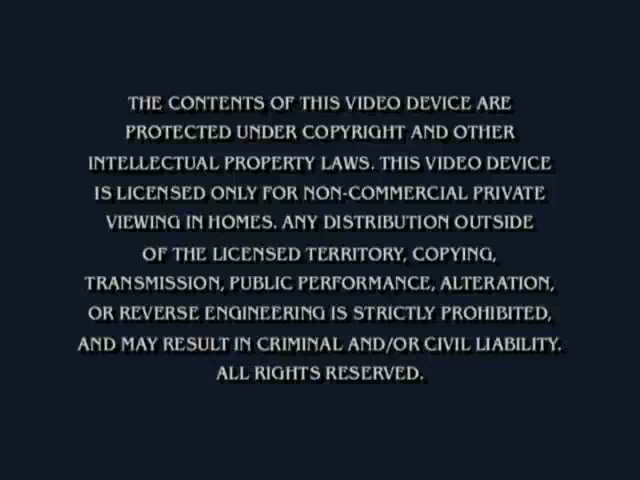 THE CONTENTS OF THIS VIDEO DEVICE ARE
PROTECTED UNDER COPYRIGHT AND OTHER
INTELLECTUAL PROPERTY LAWS. THIS VIDEO DEVICE
IS LICENSED ONLY FOR NON-COMMERCIAL PRIVATE
VIEWING IN HOMES. ANY DISTRIBUTION OUTSIDE
OF THE LICENSED TERRITORY, COPYING,
TRANSMISSION, PUBLIC PERFORMANCE, ALTERATION,
OR REVERSE ENGINEERING IS STRICTLY PROHIBITED,
AND MAY RESULT IN CRIMINAL AND/OR CIVIL LIABILITY.
ALL RIGHTS RESERVED.